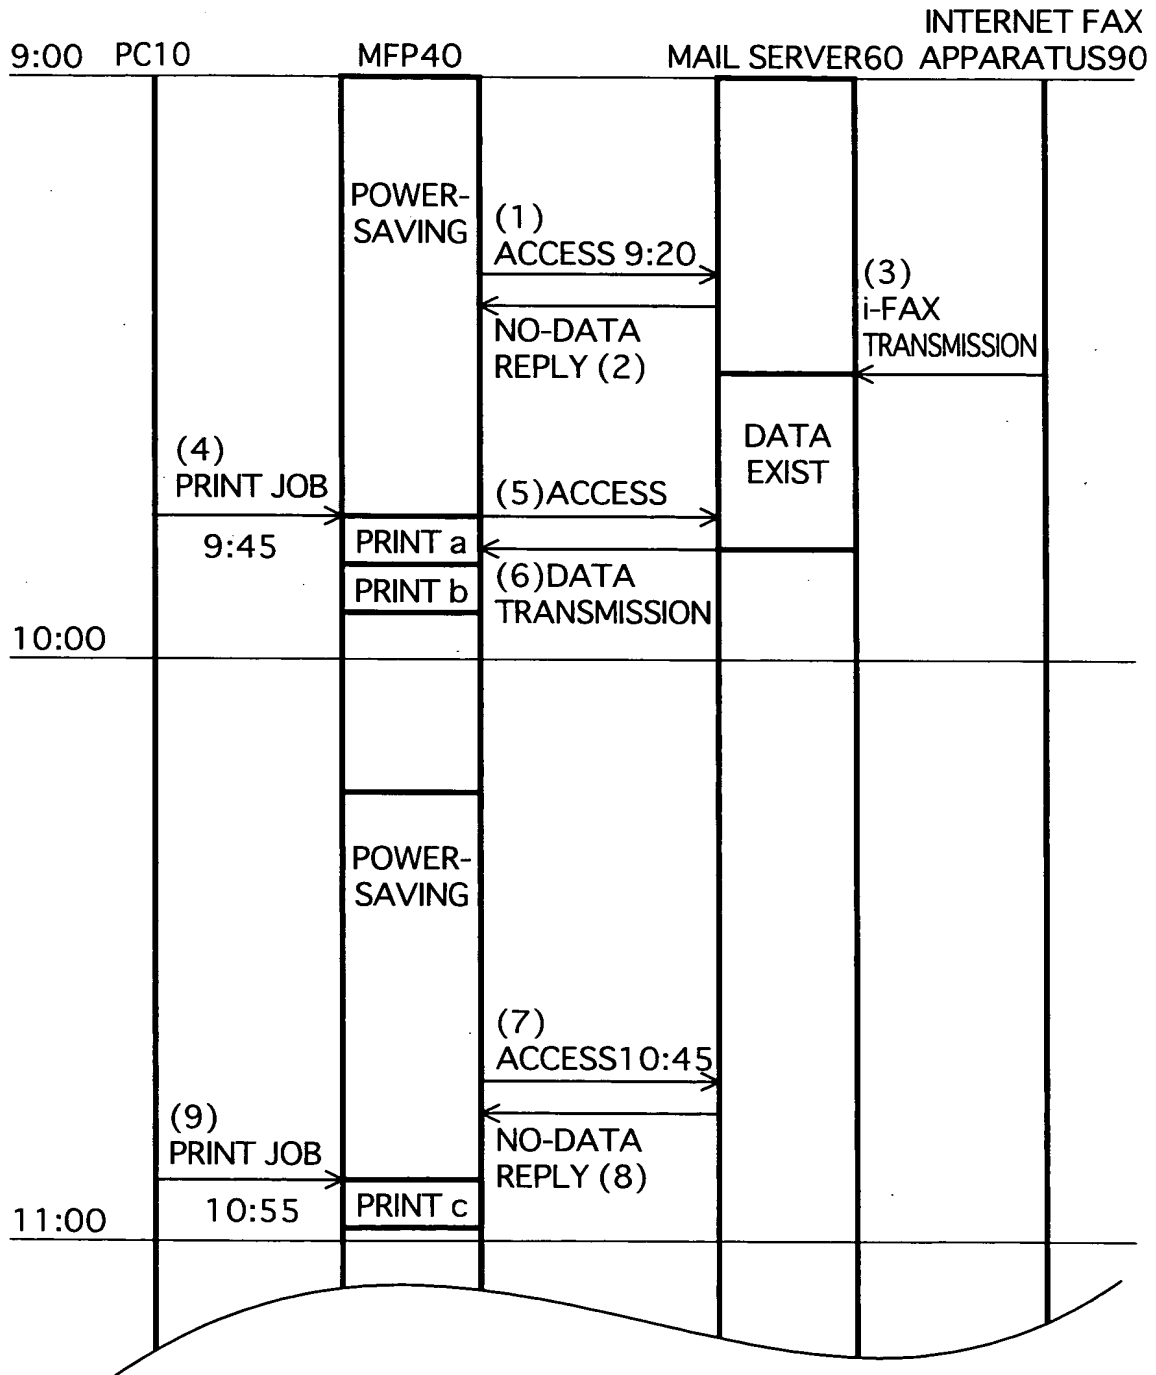 INTERNET FAX
9:00 PC10 MFP40 MAIL SERVER60 APPARATUS90
POWER-
SAVING
(1)
ACCESS 9:20
(3)
i-FAX
TRANSMISSION
NO-DATA
REPLY (2)
DATA
EXIST
(4)
PRINT JOB
9:45
(5)ACCESS
PRINT a
(6)DATA
TRANSMISSION
PRINT b
10:00
POWER-
SAVING
(7)
ACCESS10:45
NO-DATA
REPLY (8)
(9)
PRINT JOB
10:55
PRINT c
11:00